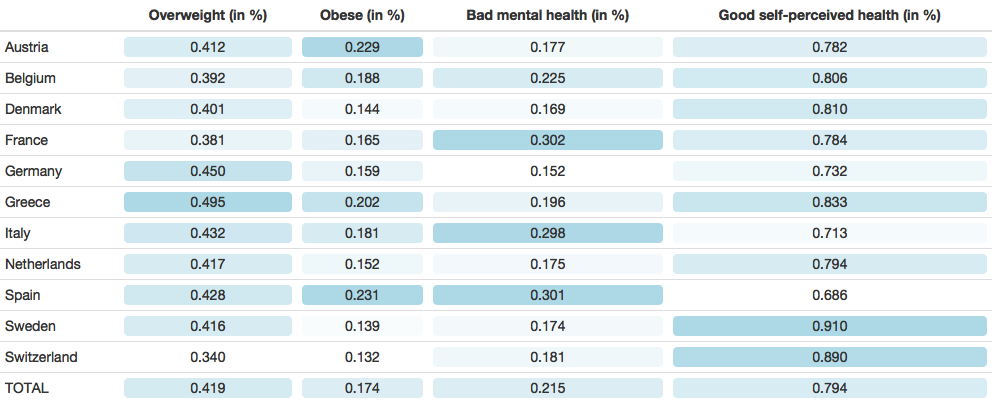 Overweight (in %) Obese (in %) Bad mental health (in %) Good self-perceived health (in %)
Austria 0.412 0.229 0.177 0.782
Belgium 0.392 0.188 0.225 0.806
Denmark 0.401 0.144 0.169 0.810
France 0.381 0.165 0.302 0.784
Germany 0.450 0.159 0.152 0.732
Greece 0.495 0.202 0.196 0.833
Italy 0.432 0.181 0.298 0.713
Netherlands 0.417 0.152 0.175 0.794
Spain 0.428 0.231 0.301 0.686
Sweden 0.416 0.139 0.174 0.910
Switzerland 0.340 0.132 0.181 0.890
TOTAL 0.419 0.174 0.215 0.794